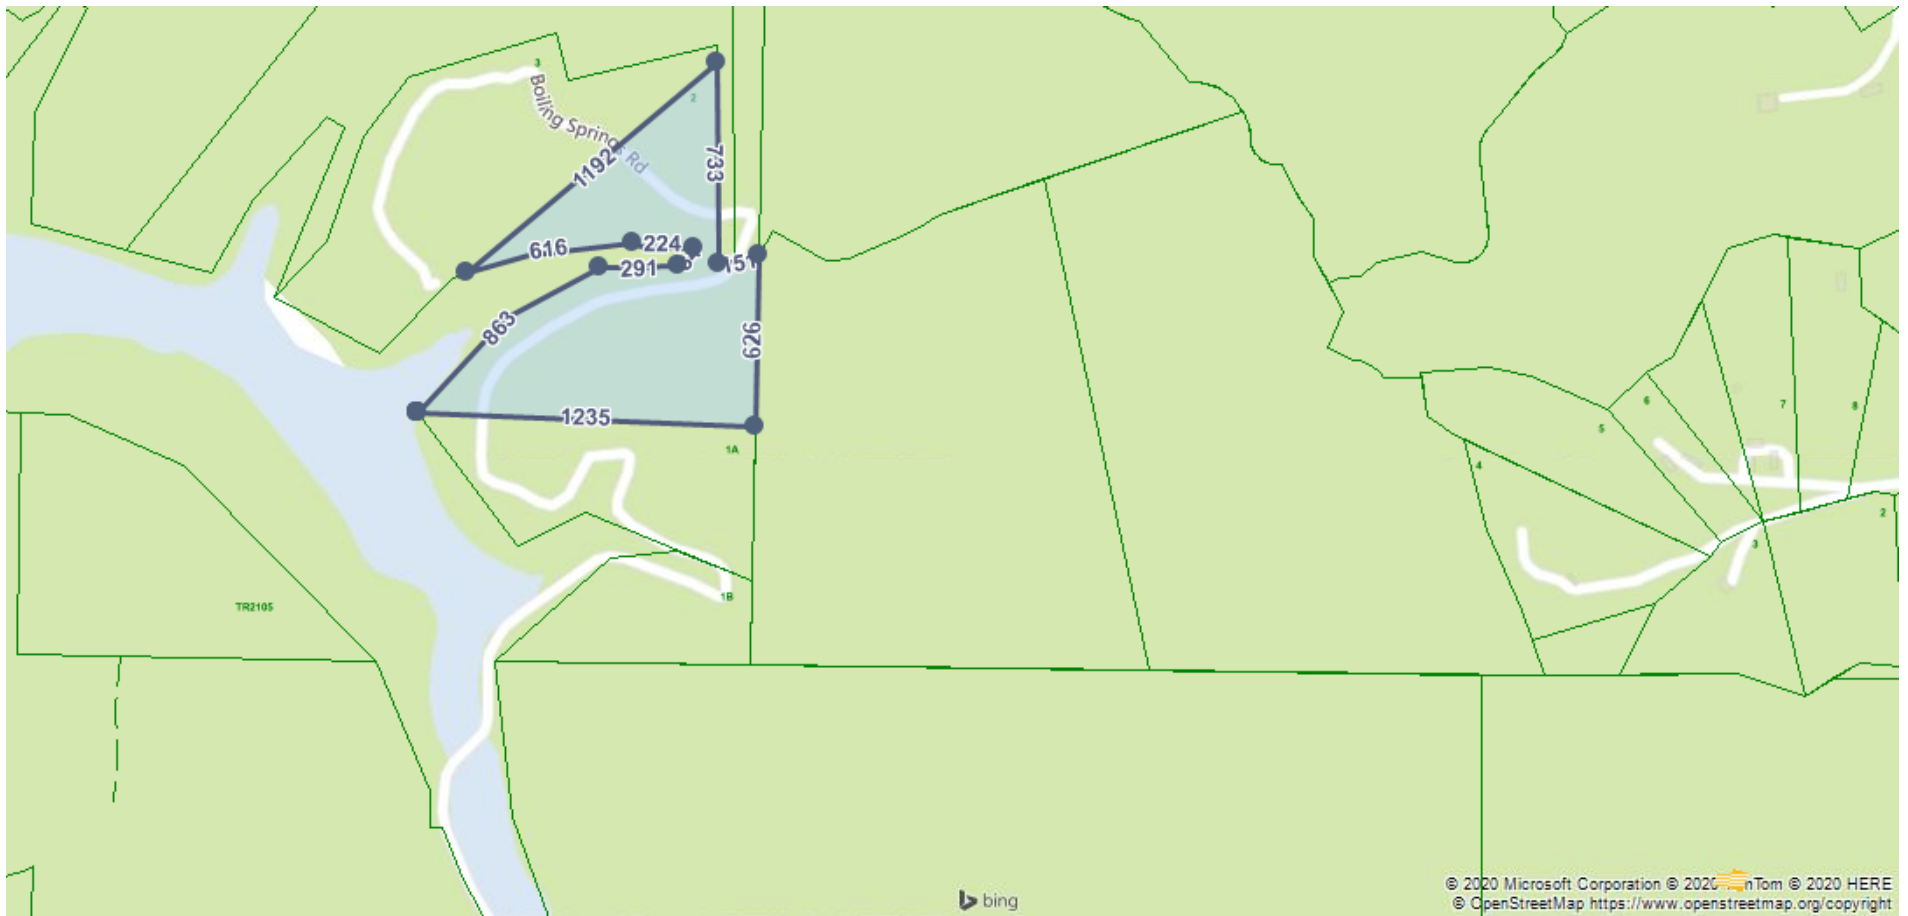 3
2
Boiling Springs Rd
1192
733
616
224
291
151
863
626
1235
1A
1B
TR2105
6
5
4
7
8
2
3
bing
© 2020 Microsoft Corporation © 2020 TomTom © 2020 HERE
© OpenStreetMap https://www.openstreetmap.org/copyright